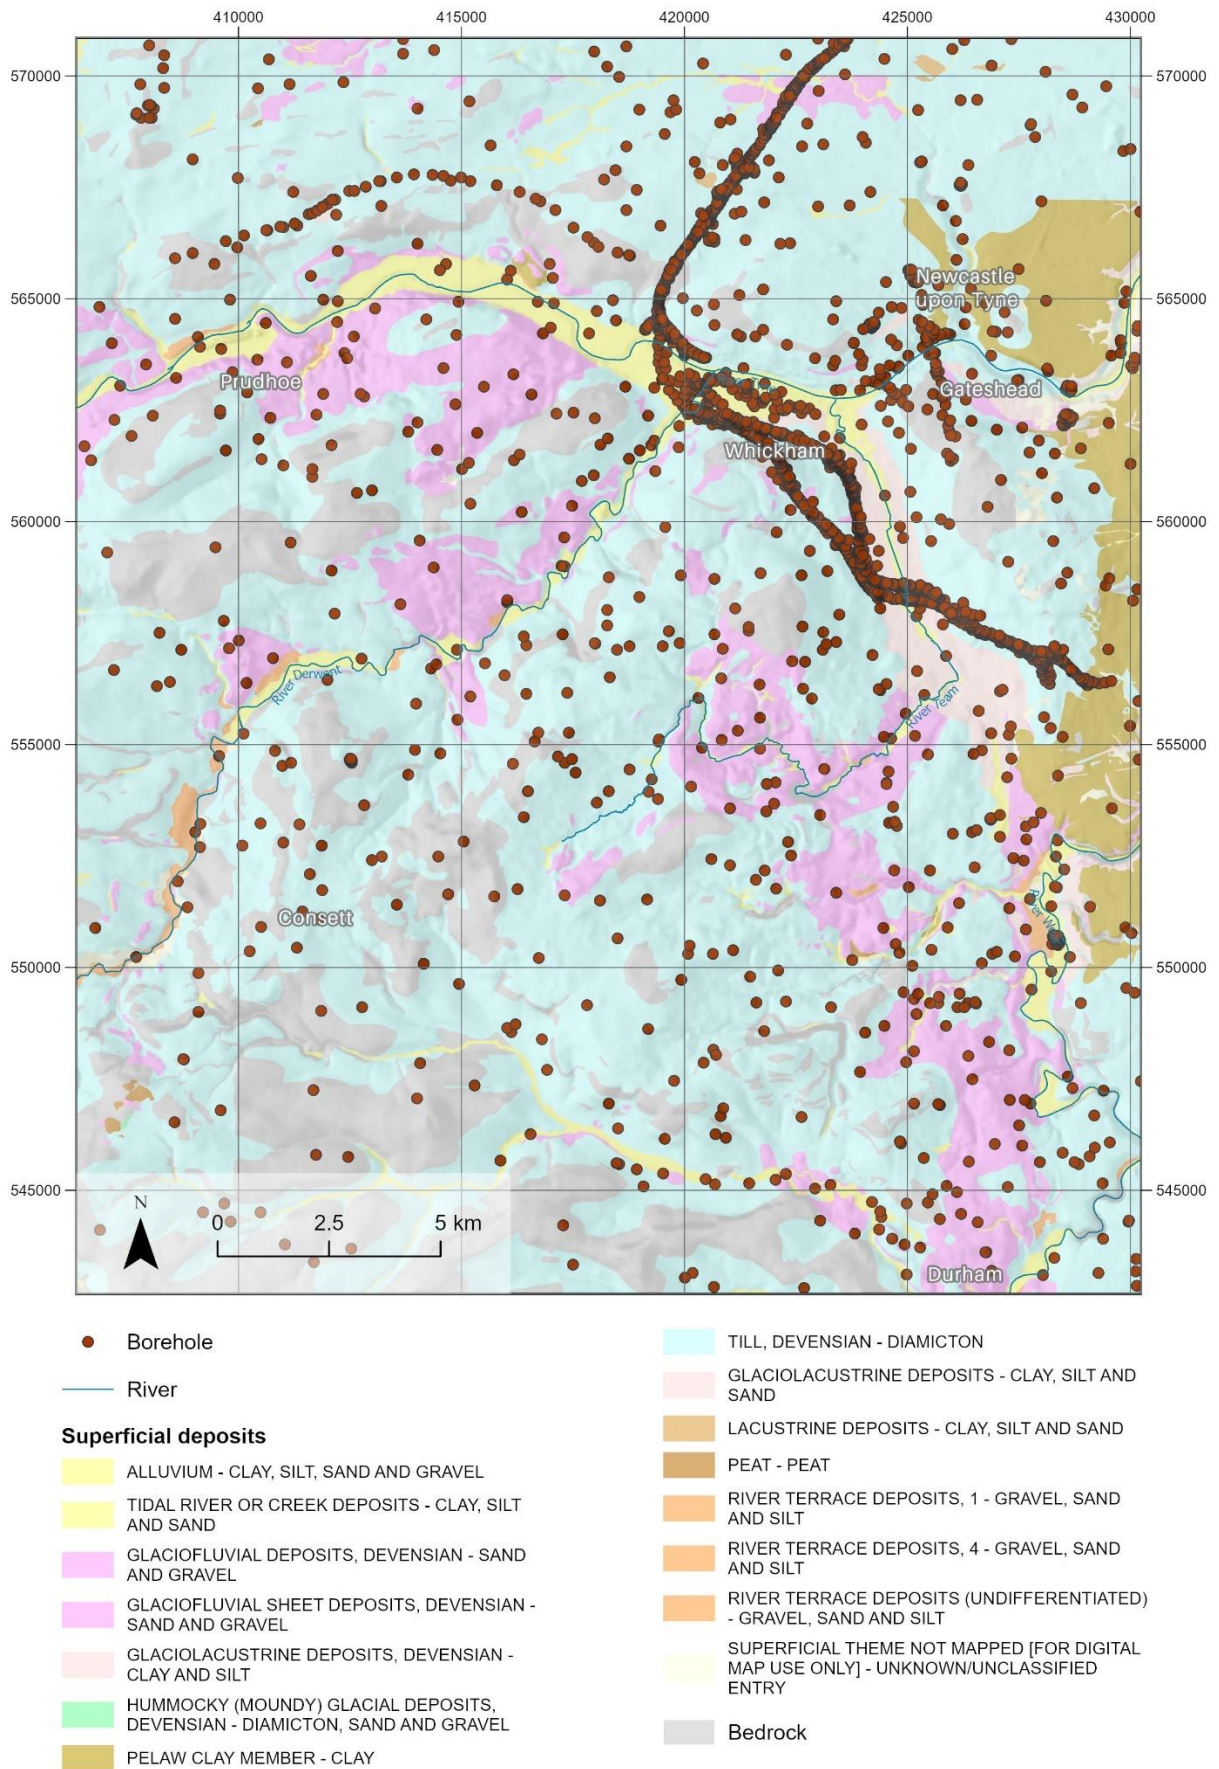 410000
415000
420000
425000
430000
570000
570000
Newcastle
upon Tyne
565000
565000
Prudhoe
Gateshead
Whickham
560000
560000
River Derwent
River Team
555000
555000
Consett
550000
550000
545000
545000
N
0
2.5
5 km
Durham
Borehole
River
Superficial deposits
ALLUVIUM - CLAY, SILT, SAND AND GRAVEL
TIDAL RIVER OR CREEK DEPOSITS - CLAY, SILT
AND SAND
GLACIOFLUVIAL DEPOSITS, DEVENSIAN - SAND
AND GRAVEL
GLACIOFLUVIAL SHEET DEPOSITS, DEVENSIAN -
SAND AND GRAVEL
GLACIOLACUSTRINE DEPOSITS, DEVENSIAN -
CLAY AND SILT
HUMMOCKY (MOUNDY) GLACIAL DEPOSITS,
DEVENSIAN - DIAMICTON, SAND AND GRAVEL
PELAW CLAY MEMBER - CLAY
TILL, DEVENSIAN - DIAMICTON
GLACIOLACUSTRINE DEPOSITS - CLAY, SILT AND
SAND
LACUSTRINE DEPOSITS - CLAY, SILT AND SAND
PEAT - PEAT
RIVER TERRACE DEPOSITS, 1 - GRAVEL, SAND
AND SILT
RIVER TERRACE DEPOSITS, 4 - GRAVEL, SAND
AND SILT
RIVER TERRACE DEPOSITS (UNDIFFERENTIATED)
- GRAVEL, SAND AND SILT
SUPERFICIAL THEME NOT MAPPED [FOR DIGITAL
MAP USE ONLY] - UNKNOWN/UNCLASSIFIED
ENTRY
Bedrock